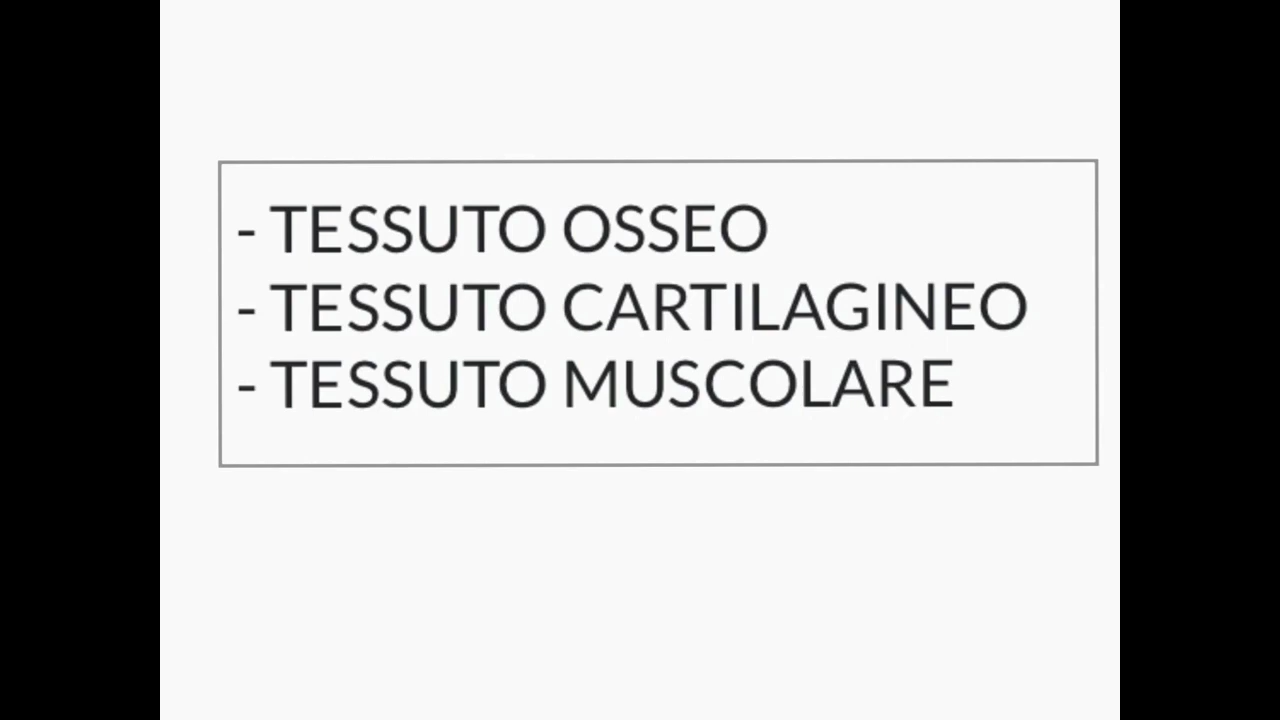 - TESSUTO OSSEO
- TESSUTO CARTILAGINEO
- TESSUTO MUSCOLARE